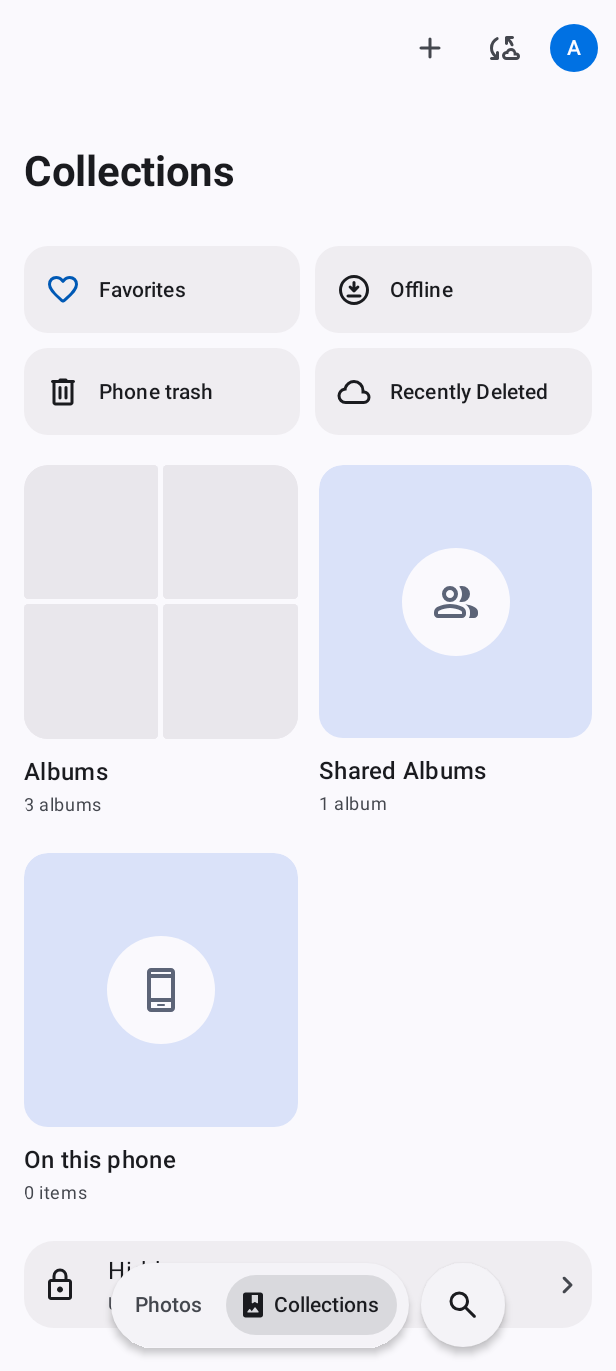 A
Collections
Favorites
Offline
Phone trash
Recently Deleted
Albums
3 albums
Shared Albums
1 album
On this phone
0 items
Photos
Collections